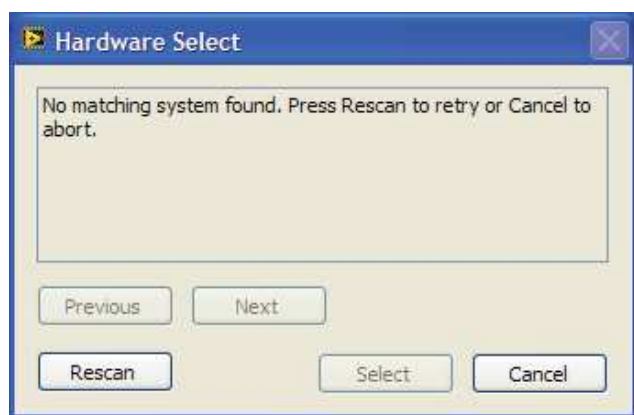 Hardware Select
No matching system found. Press Rescan to retry or Cancel to
abort.
Previous Next
Rescan Select Cancel